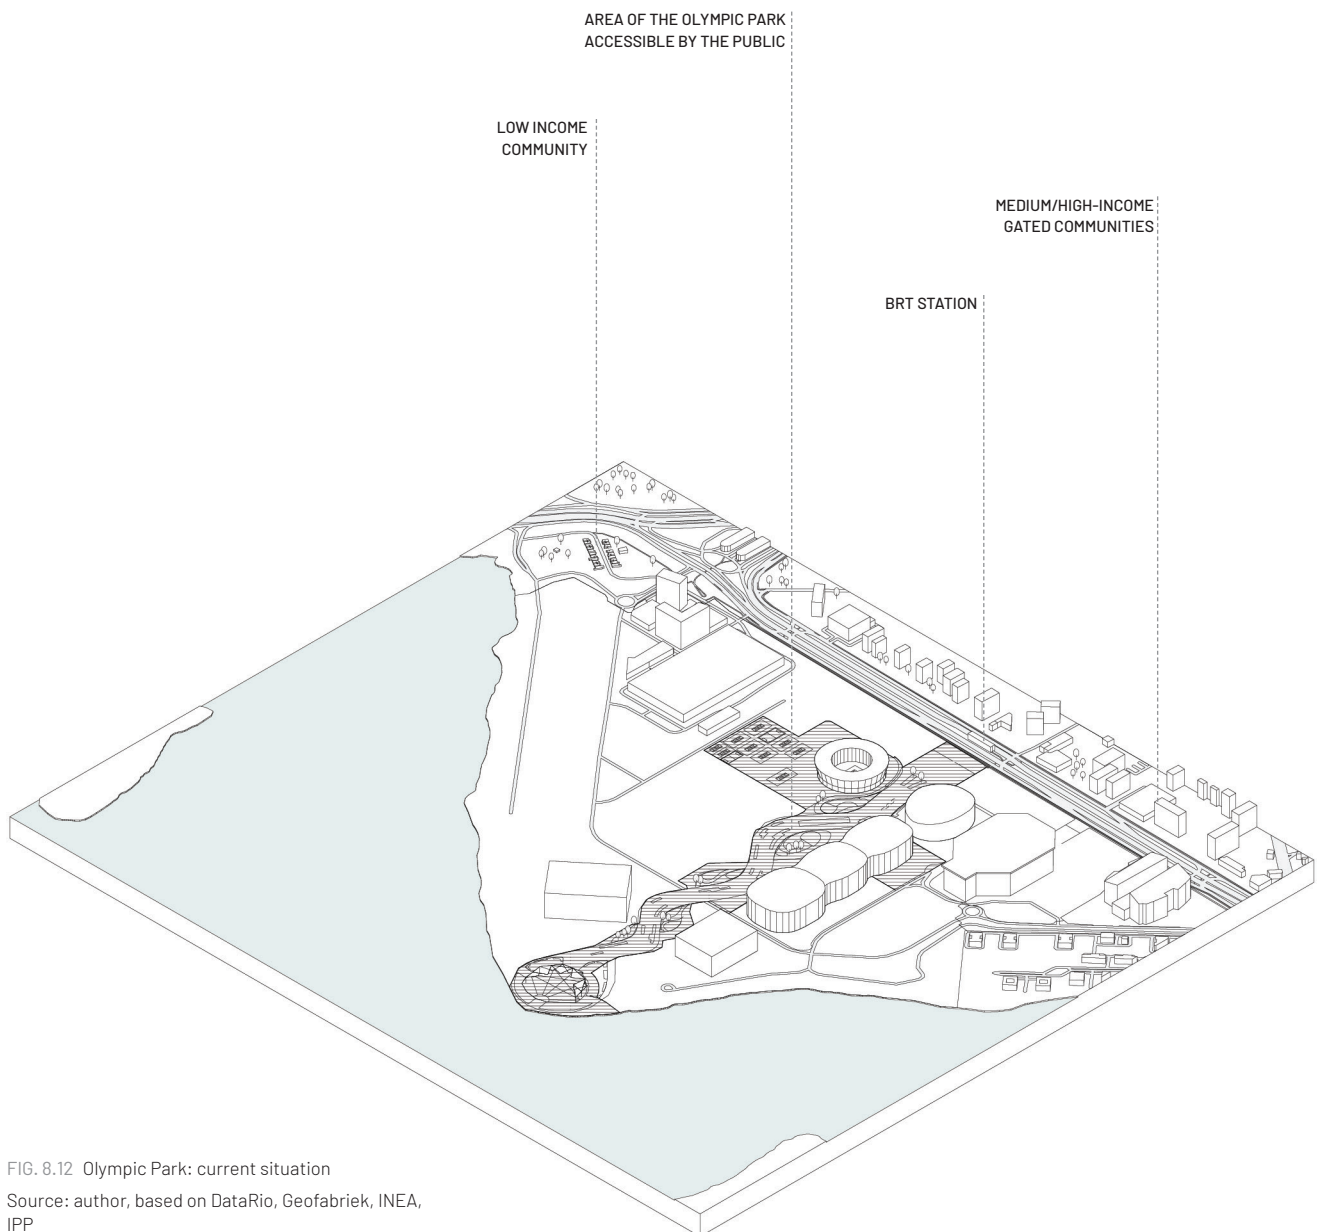 AREA OF THE OLYMPIC PARK
ACCESSIBLE BY THE PUBLIC
LOW INCOME
COMMUNITY
MEDIUM/HIGH-INCOME
GATED COMMUNITIES
BRT STATION
FIG. 8.12 Olympic Park: current situation
Source: author, based on DataRio, Geofabriek, INEA,
IPP